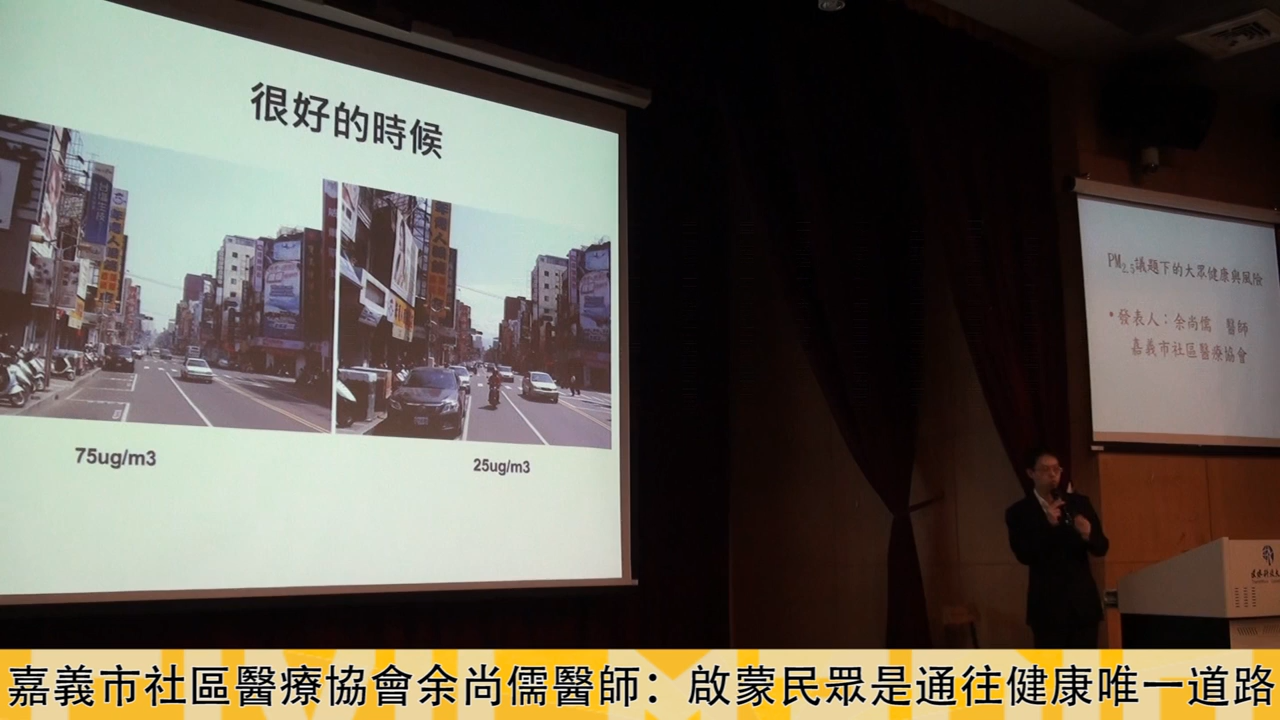 很好的時候
75ug/m3
25ug/m3
PM2.5議題下的大眾健康與風險
•發表人：余尚儒 醫師
嘉義市社區醫療協會
嘉義市社區醫療協會余尚儒醫師：啟蒙民眾是通往健康唯一道路